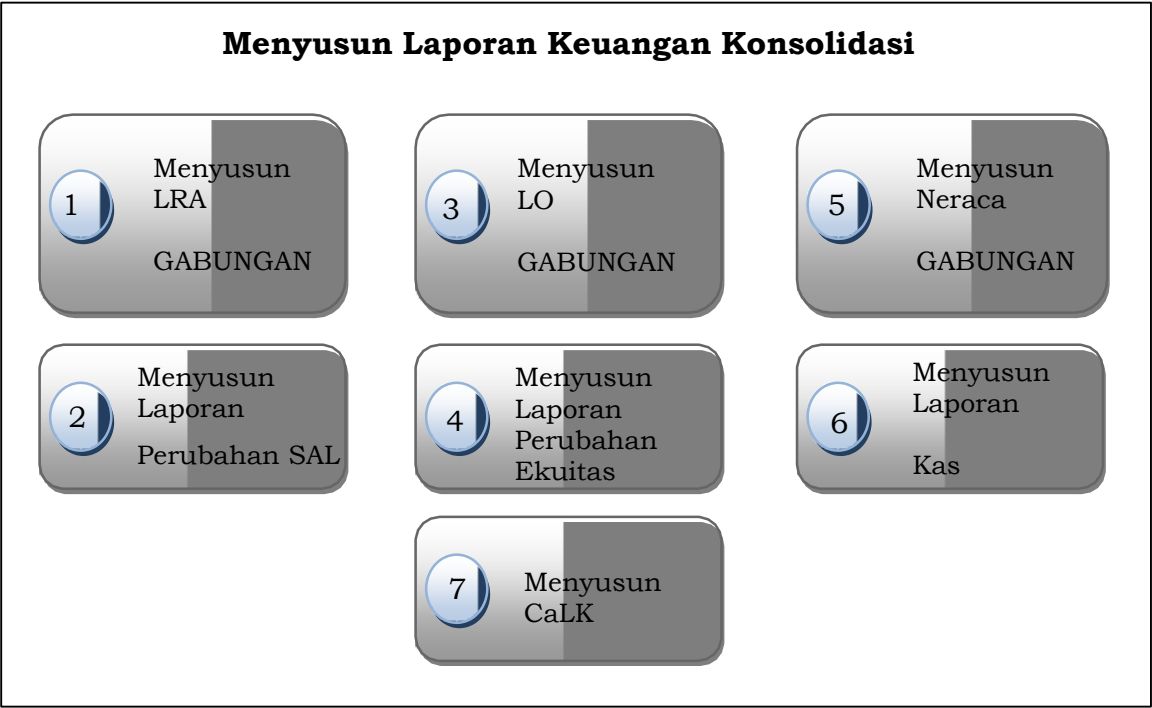 Menyusun Laporan Keuangan Konsolidasi
1
Menyusun
LRA
GABUNGAN
2
Menyusun
Laporan
Perubahan SAL
3
Menyusun
LO
GABUNGAN
4
Menyusun
Laporan
Perubahan
Ekuitas
5
Menyusun
Neraca
GABUNGAN
6
Menyusun
Laporan
Kas
7
Menyusun
CaLK